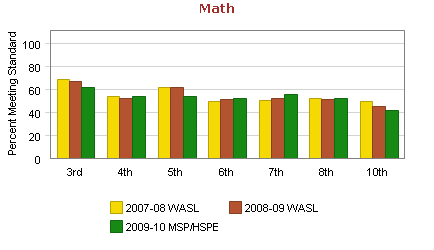 Math
Percent Meeting Standard
100
80
60
40
20
0
3rd 4th 5th 6th 7th 8th 10th
2007-08 WASL 2008-09 WASL
2009-10 MSP/HSPE